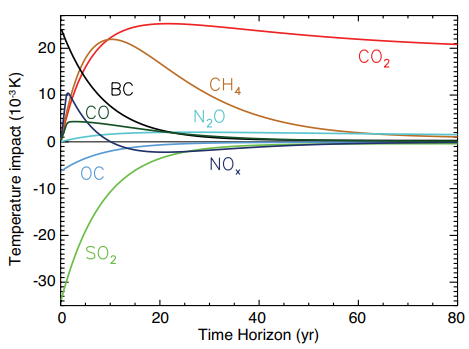 Temperature impact (10⁻³K)
20
10
0
-10
-20
-30
CO₂
CH₄
BC
N₂O
CO
NOₓ
OC
SO₂
0 20 40 60 80
Time Horizon (yr)